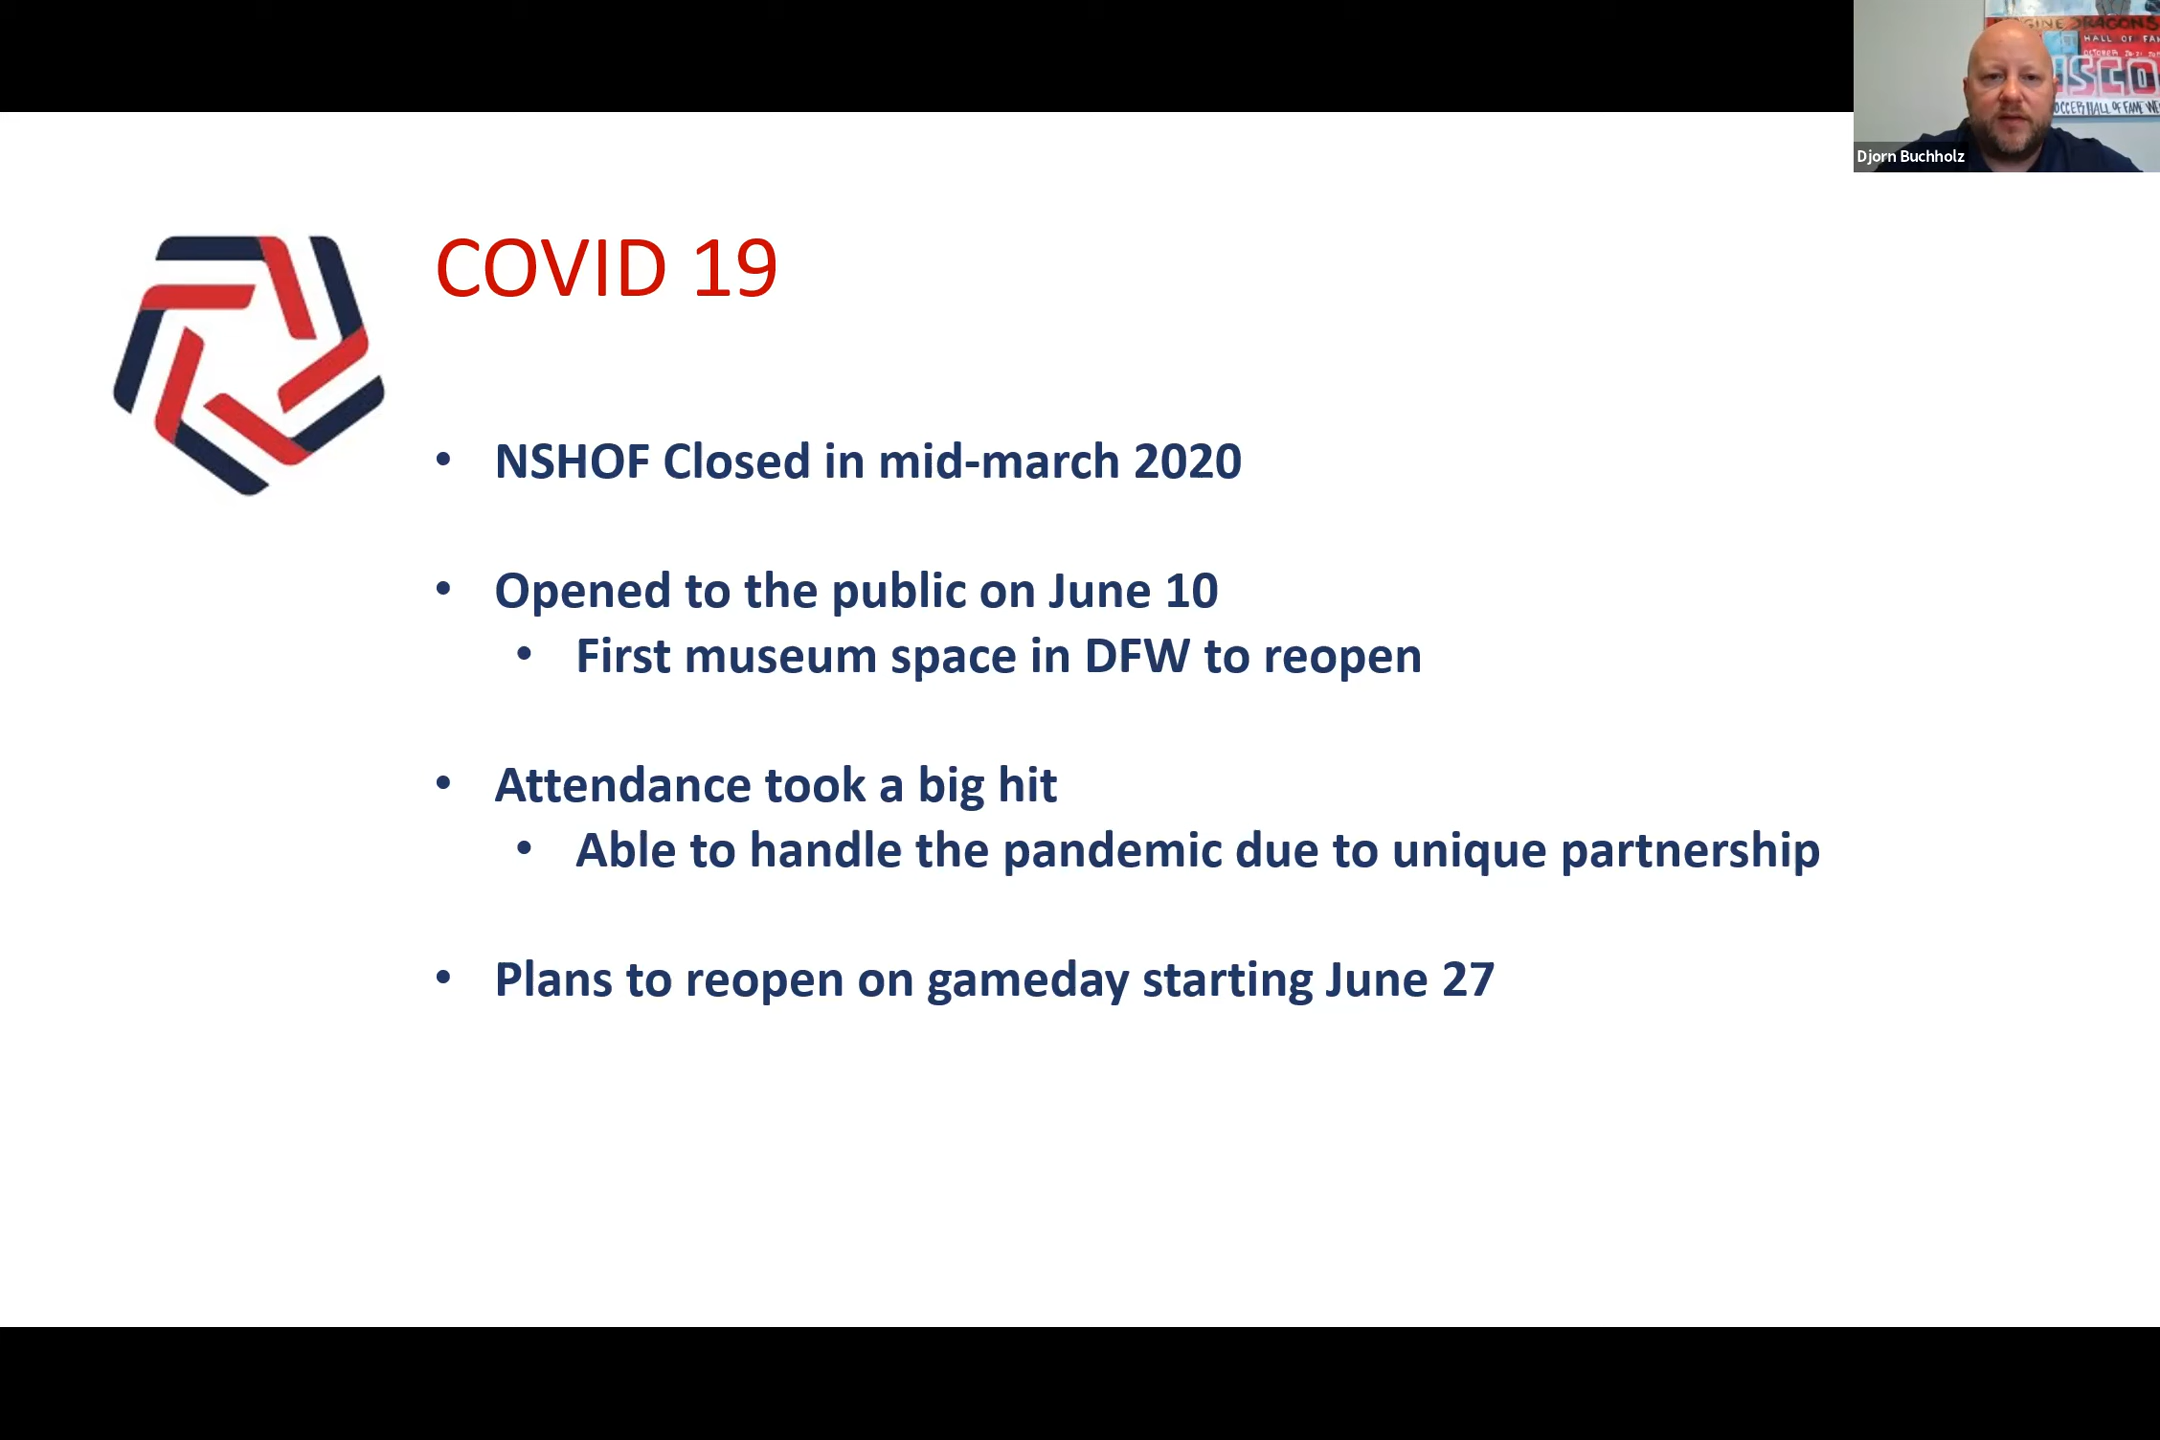 HALL OF
Djorn Buchholz
COVID 19
• NSHOF Closed in mid-march 2020
• Opened to the public on June 10
• First museum space in DFW to reopen
• Attendance took a big hit
• Able to handle the pandemic due to unique partnership
• Plans to reopen on gameday starting June 27